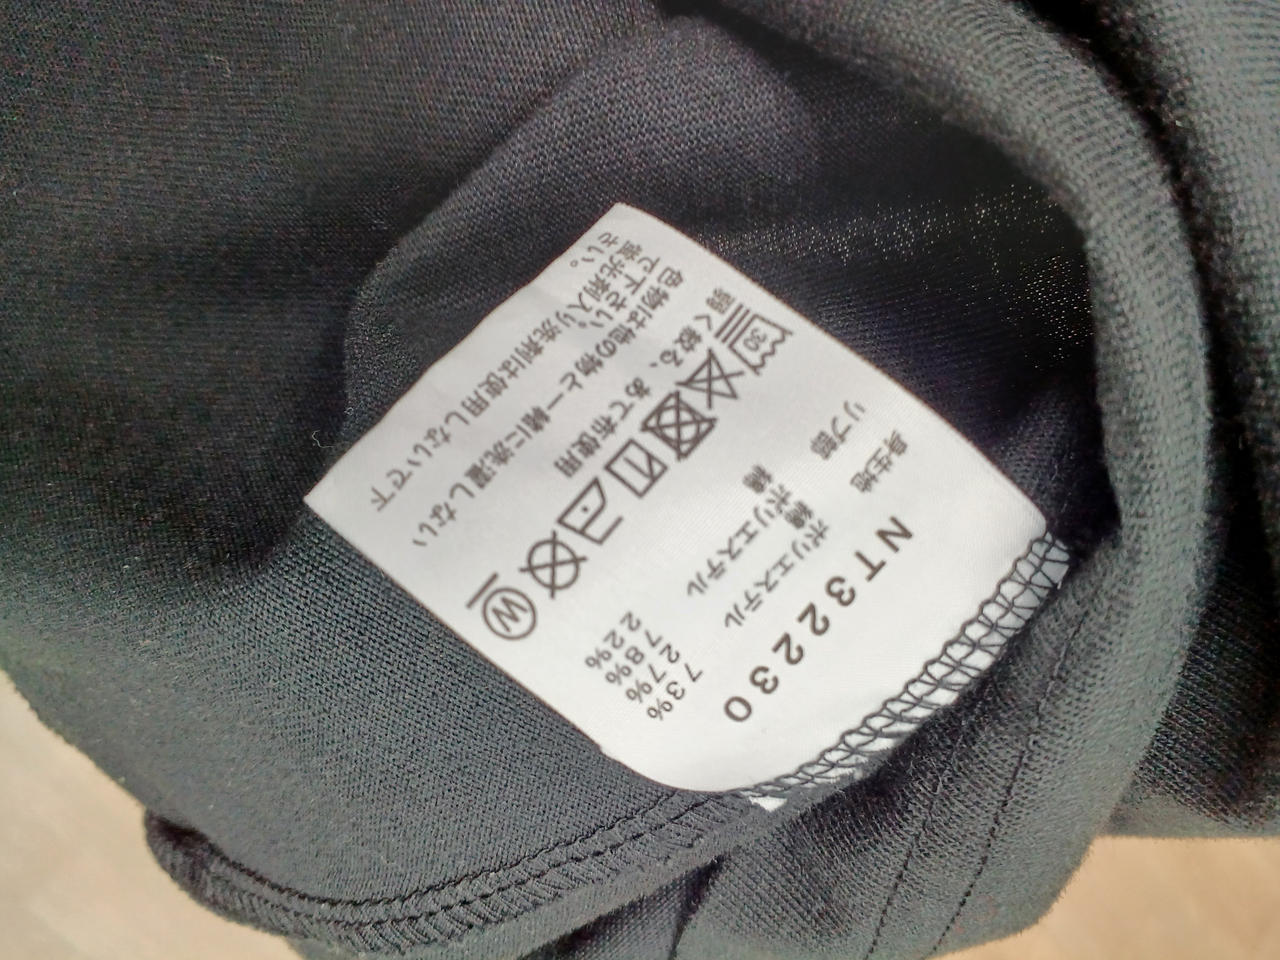 NT32230
身生地 ポリエステル 73%
綿 27%
リブ部 ポリエステル 78%
綿 22%
30 W
弱く絞る、あて布使用
色物は他の物と一緒に洗濯しない
で下さい。
蛍光剤入り洗剤は使用しないで下
さい。